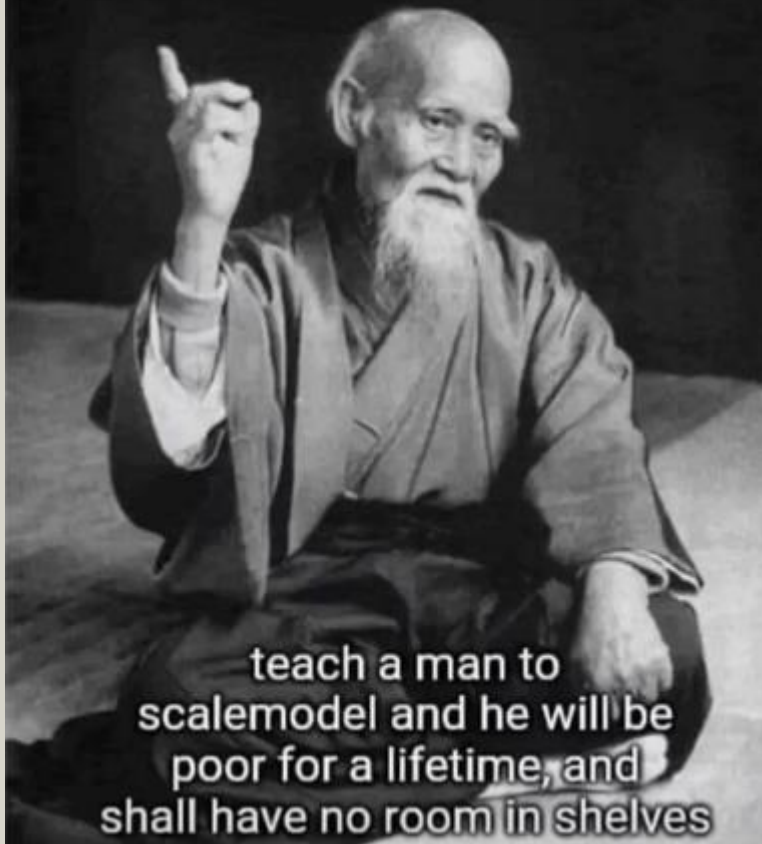 teach a man to
scalemodel and he will be
poor for a lifetime, and
shall have no room in shelves